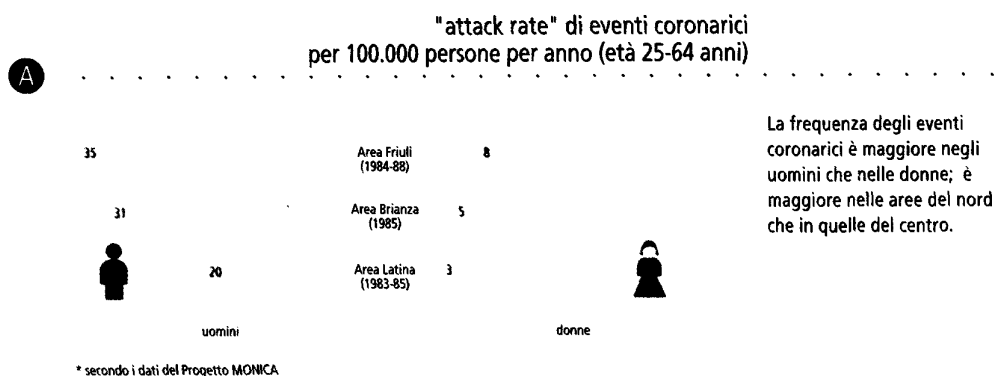 "attack rate" di eventi coronarici
per 100.000 persone per anno (età 25-64 anni)
A
La frequenza degli eventi
coronarici è maggiore negli
uomini che nelle donne; è
maggiore nelle aree del nord
che in quelle del centro.
35 Area Friuli 8
(1984-88)
31 Area Brianza 5
(1985)
20 Area Latina 3
(1983-85)
uomini donne
* secondo i dati del Progetto MONICA